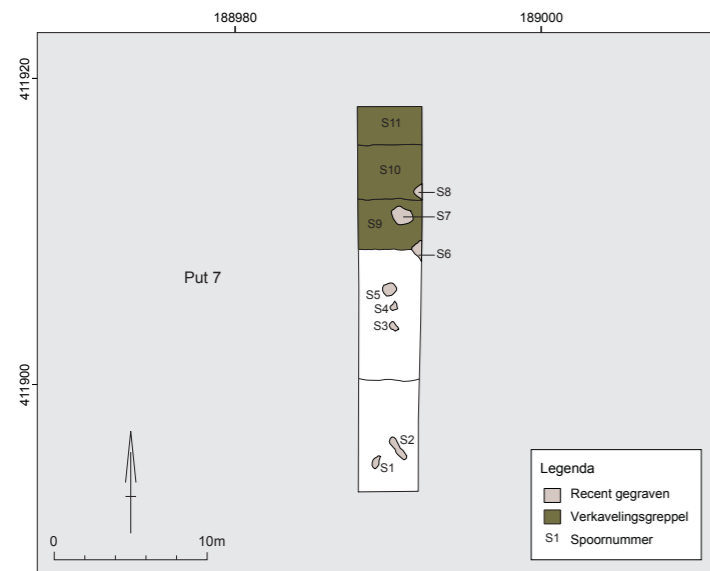 188980
189000
411920
S11
S10
S8
S7
S9
S6
Put 7
S5
S4
S3
411900
S2
S1
Legenda
Recent gegraven
Verkavelingsgreppel
S1 Spoornummer
0 10m